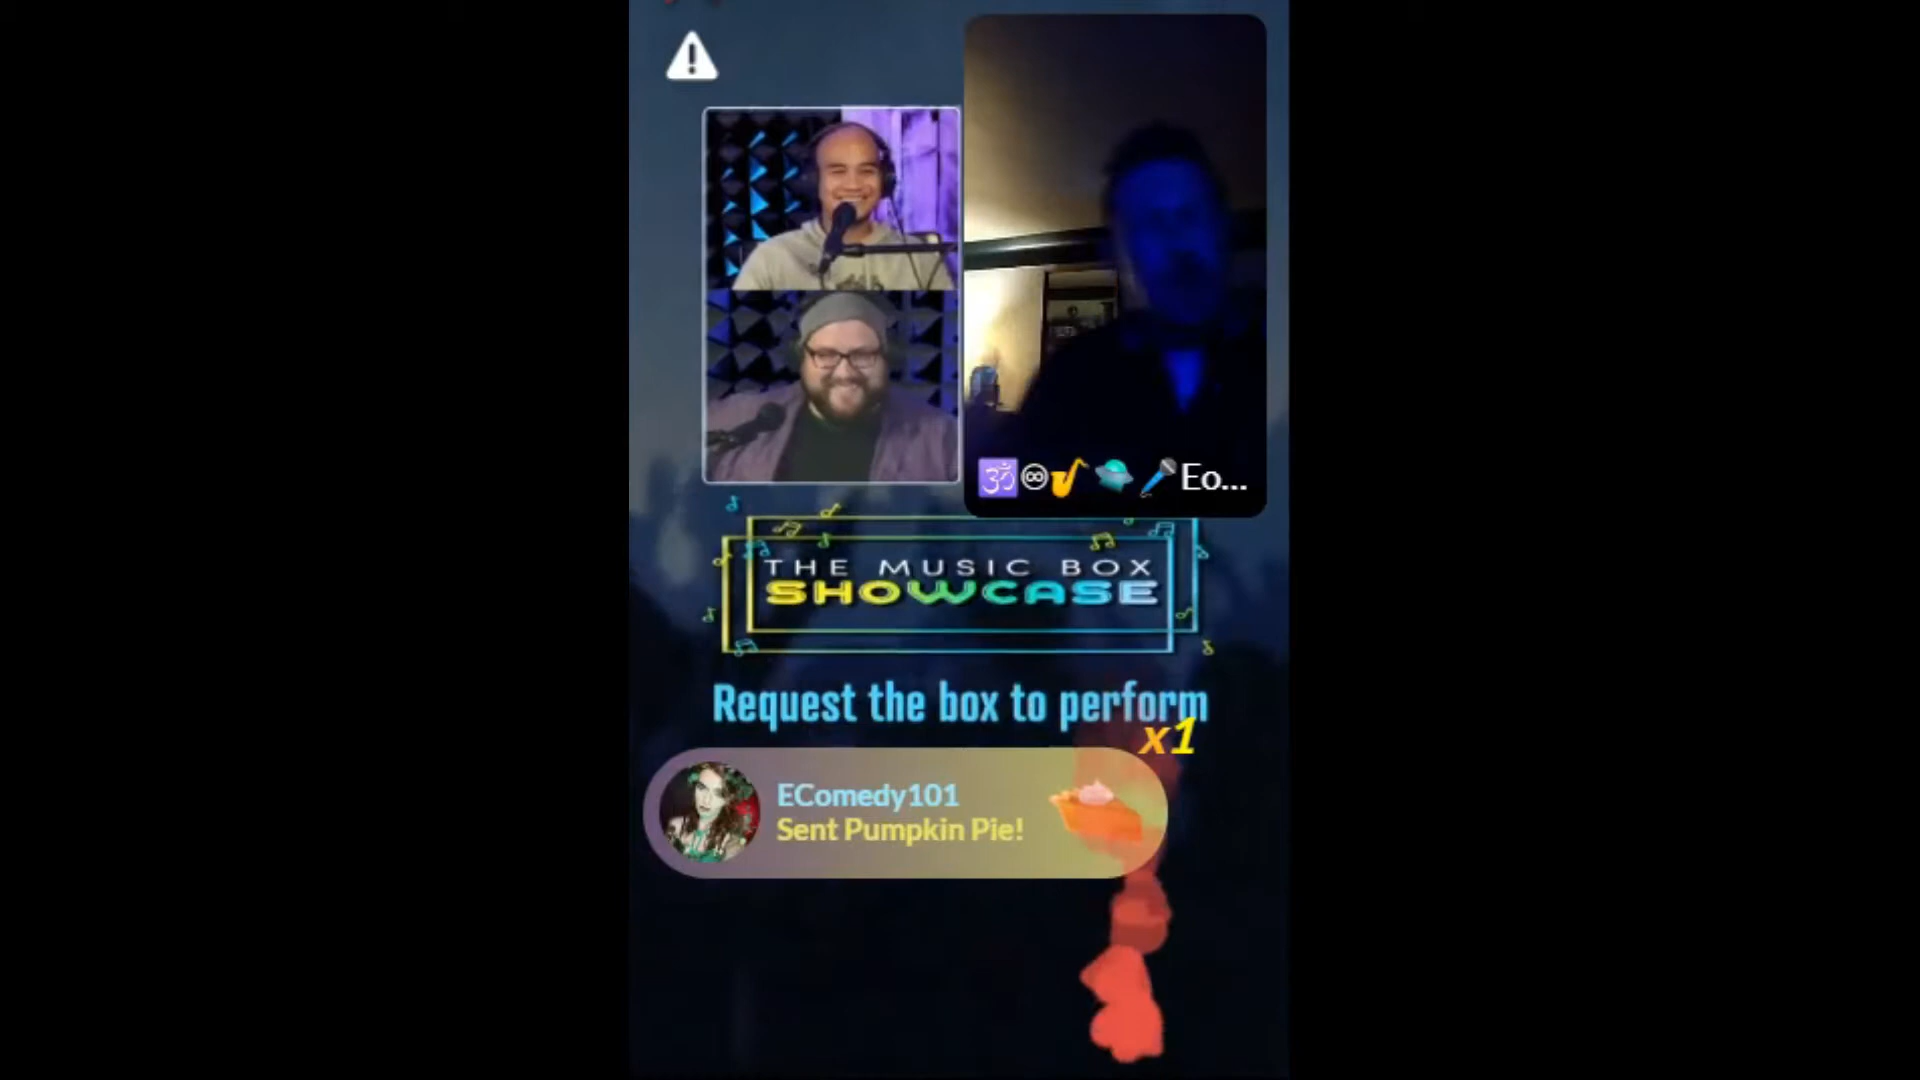 🕉♾🎷🛸🎤Eo...
THE MUSIC BOX
SHOWCASE
Request the box to perform
x1
EComedy101
Sent Pumpkin Pie!